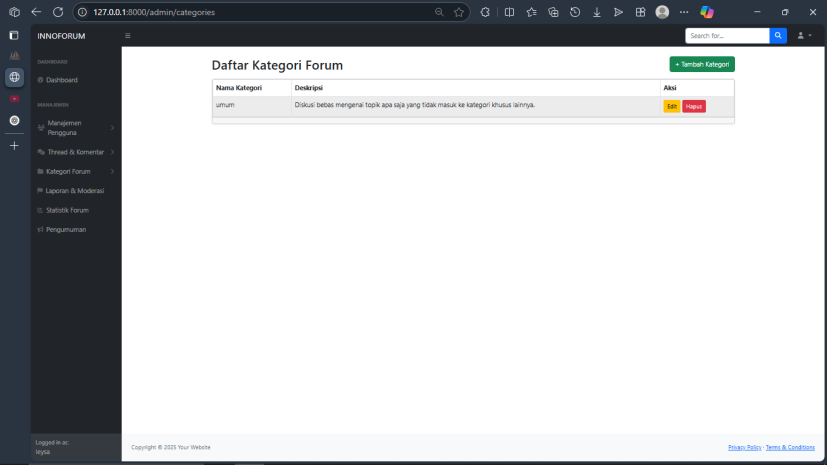 127.0.0.1:8000/admin/categories
INNOFORUM
Search for...
DASHBOARD
Dashboard
MANAJEMEN
Manajemen
Pengguna
Thread & Komentar
Kategori Forum
Laporan & Moderasi
Statistik Forum
Pengumuman
Daftar Kategori Forum
+ Tambah Kategori
Nama Kategori Deskripsi Aksi
umum Diskusi bebas mengenai topik apa saja yang tidak masuk ke kategori khusus lainnya. Edit Hapus
Logged in as:
leysa
Copyright © 2025 Your Website
Privacy Policy · Terms & Conditions